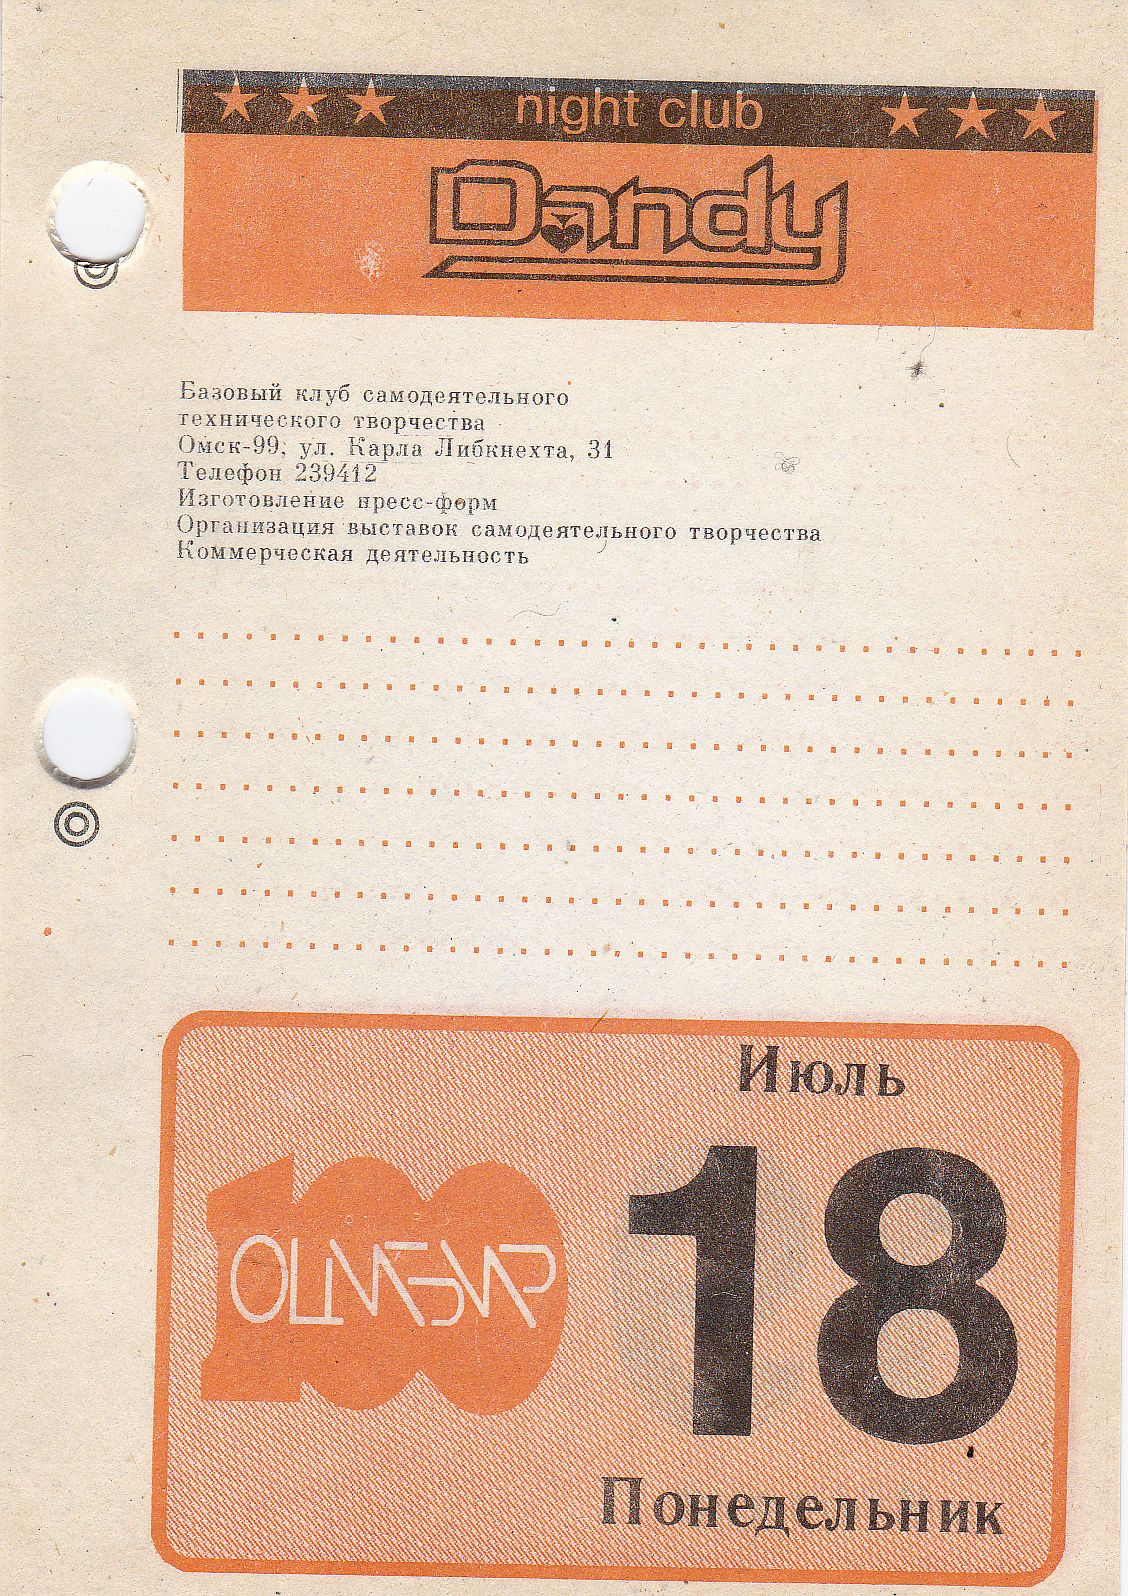 night club
Dandy
Базовый клуб самодеятельного
технического творчества
Омск-99, ул. Карла Либкнехта, 31
Телефон 239412
Изготовление пресс-форм
Организация выставок самодеятельного творчества
Коммерческая деятельность
Июль
100
18
Понедельник